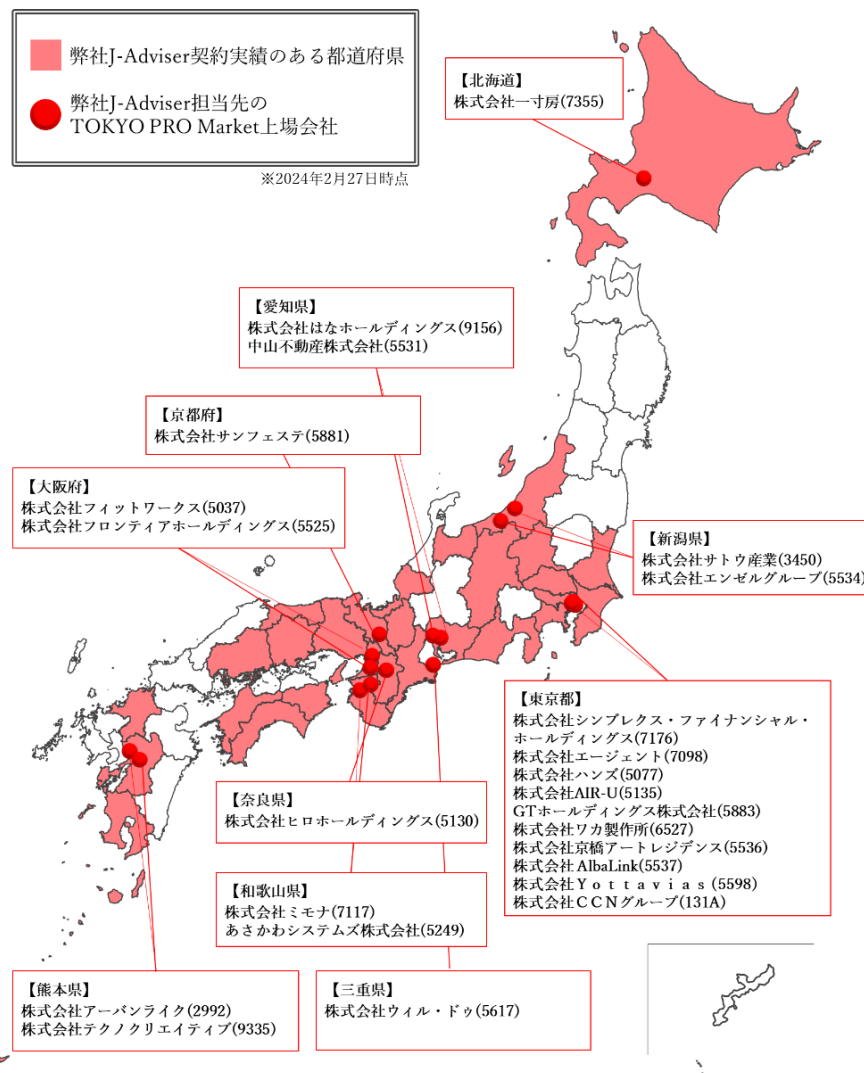 弊社J-Adviser契約実績のある都道府県
弊社J-Adviser担当先の
TOKYO PRO Market上場会社
※2024年2月27日時点
【北海道】
株式会社一寸房(7355)
【愛知県】
株式会社はなホールディングス(9156)
中山不動産株式会社(5531)
【京都府】
株式会社サンフェステ(5881)
【大阪府】
株式会社フィットワークス(5037)
株式会社フロンティアホールディングス(5525)
【新潟県】
株式会社サトウ産業(3450)
株式会社エンゼルグループ(5534)
【東京都】
株式会社シンプレクス・ファイナンシャル・
ホールディングス(7176)
株式会社エージェント(7098)
株式会社ハンズ(5077)
株式会社AIR-U(5135)
GTホールディングス株式会社(5883)
株式会社ワカ製作所(6527)
株式会社京橋アートレジデンス(5536)
株式会社AlbaLink(5537)
株式会社Ｙｏｔｔａｖｉａｓ(5598)
株式会社ＣＣＮグループ(131A)
【奈良県】
株式会社ヒロホールディングス(5130)
【和歌山県】
株式会社ミモナ(7117)
あさかわシステムズ株式会社(5249)
【熊本県】
株式会社アーバンライク(2992)
株式会社テクノクリエイティブ(9335)
【三重県】
株式会社ウィル・ドゥ(5617)